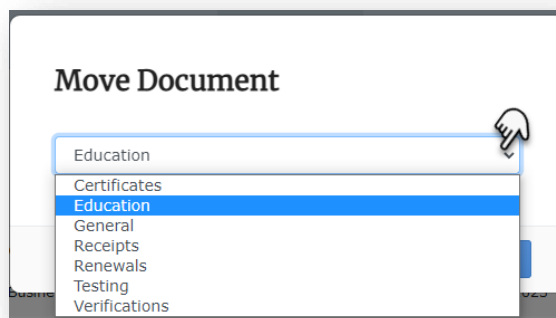 Move Document
Education
Certificates
Education
General
Receipts
Renewals
Testing
Verifications